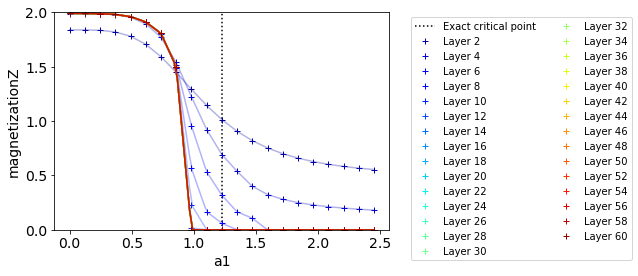 2.0
1.5
1.0
0.5
0.0
magnetizationZ
0.0 0.5 1.0 1.5 2.0 2.5
a1
Exact critical point
Layer 2
Layer 4
Layer 6
Layer 8
Layer 10
Layer 12
Layer 14
Layer 16
Layer 18
Layer 20
Layer 22
Layer 24
Layer 26
Layer 28
Layer 30
Layer 32
Layer 34
Layer 36
Layer 38
Layer 40
Layer 42
Layer 44
Layer 46
Layer 48
Layer 50
Layer 52
Layer 54
Layer 56
Layer 58
Layer 60